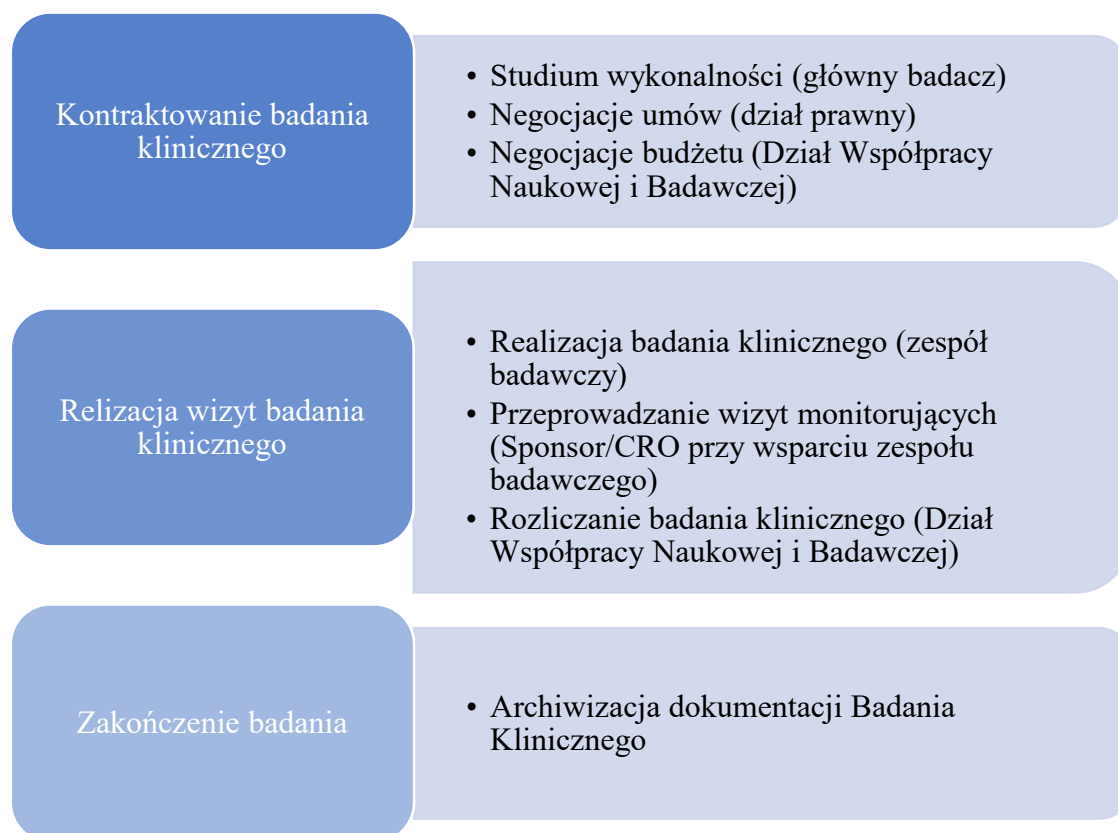 Kontraktowanie badania
klinicznego
• Studium wykonalności (główny badacz)
• Negocjacje umów (dział prawny)
• Negocjacje budżetu (Dział Współpracy
Naukowej i Badawczej)
Relizacja wizyt badania
klinicznego
• Realizacja badania klinicznego (zespół
badawczy)
• Przeprowadzanie wizyt monitorujących
(Sponsor/CRO przy wsparciu zespołu
badawczego)
• Rozliczanie badania klinicznego (Dział
Współpracy Naukowej i Badawczej)
Zakończenie badania
• Archiwizacja dokumentacji Badania
Klinicznego